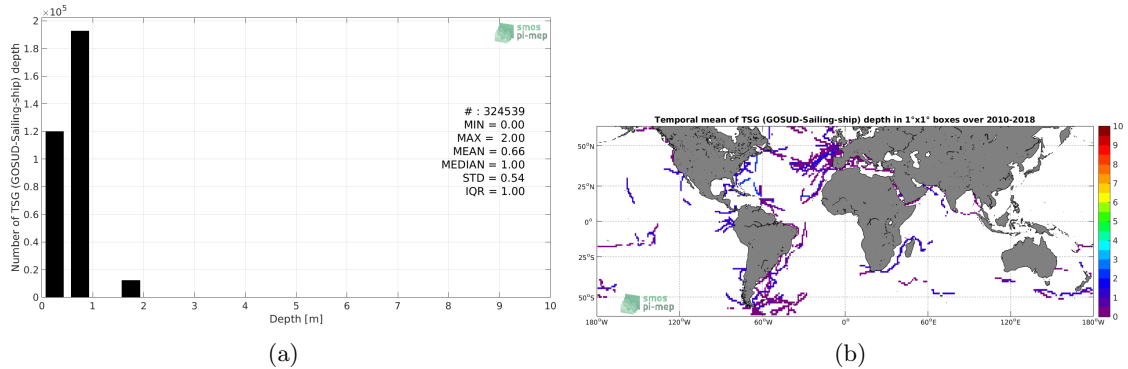 ×10⁵
2
1.8
1.6
1.4
1.2
1
0.8
0.6
0.4
0.2
0
Number of TSG (GOSUD-Sailing-ship) depth
smos
pi-mep
# : 324539
MIN = 0.00
MAX = 2.00
MEAN = 0.66
MEDIAN = 1.00
STD = 0.54
IQR = 1.00
0 1 2 3 4 5 6 7 8 9 10
Depth [m]
(a)
Temporal mean of TSG (GOSUD-Sailing-ship) depth in 1°x1° boxes over 2010-2018
50°N
25°N
0°
25°S
50°S
smos
pi-mep
180°W 120°W 60°W 0° 60°E 120°E 180°W
10
9
8
7
6
5
4
3
2
1
0
(b)